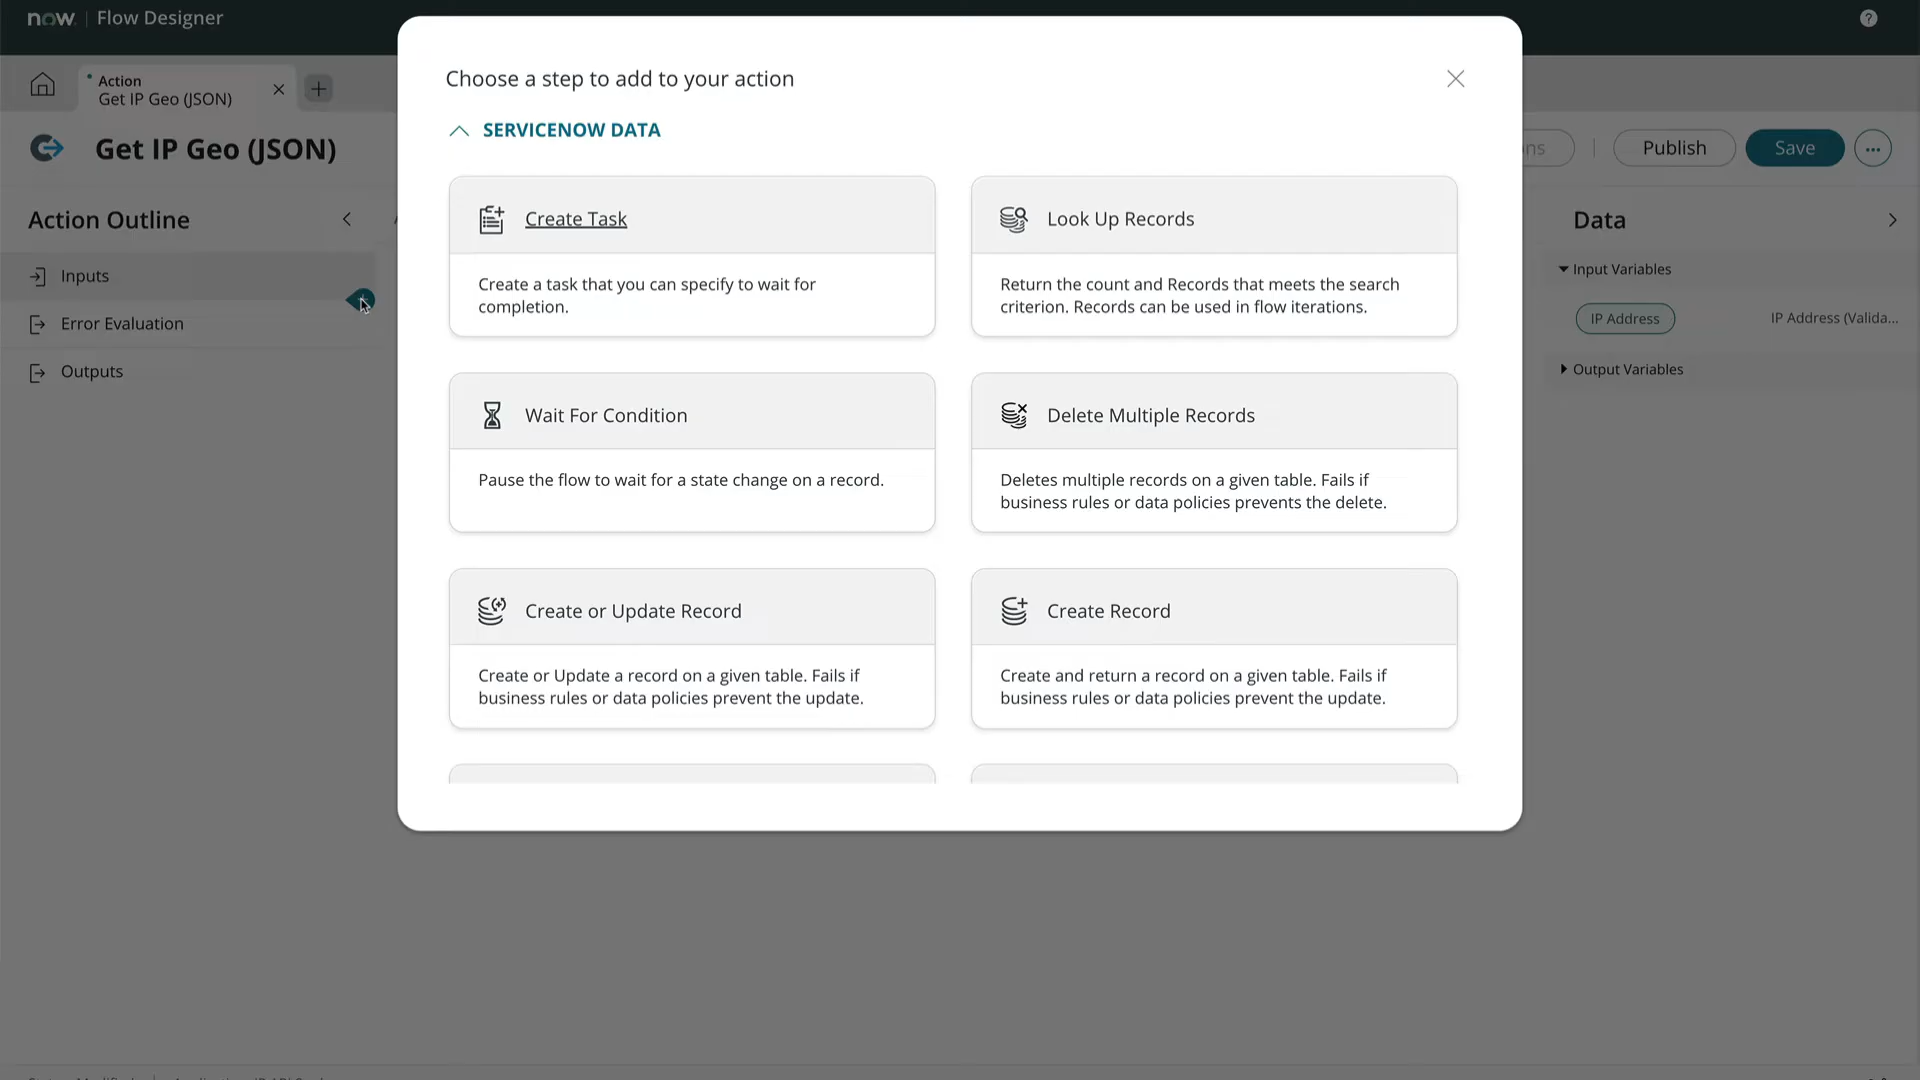 now | Flow Designer
Action
Get IP Geo (JSON)
Get IP Geo (JSON)
Action Outline
Inputs
Error Evaluation
Outputs
Choose a step to add to your action
SERVICENOW DATA
Create Task
Create a task that you can specify to wait for
completion.
Look Up Records
Return the count and Records that meets the search
criterion. Records can be used in flow iterations.
Wait For Condition
Pause the flow to wait for a state change on a record.
Delete Multiple Records
Deletes multiple records on a given table. Fails if
business rules or data policies prevents the delete.
Create or Update Record
Create or Update a record on a given table. Fails if
business rules or data policies prevent the update.
Create Record
Create and return a record on a given table. Fails if
business rules or data policies prevent the update.
Publish
Save
...
Data
Input Variables
IP Address
IP Address (Valida...
Output Variables